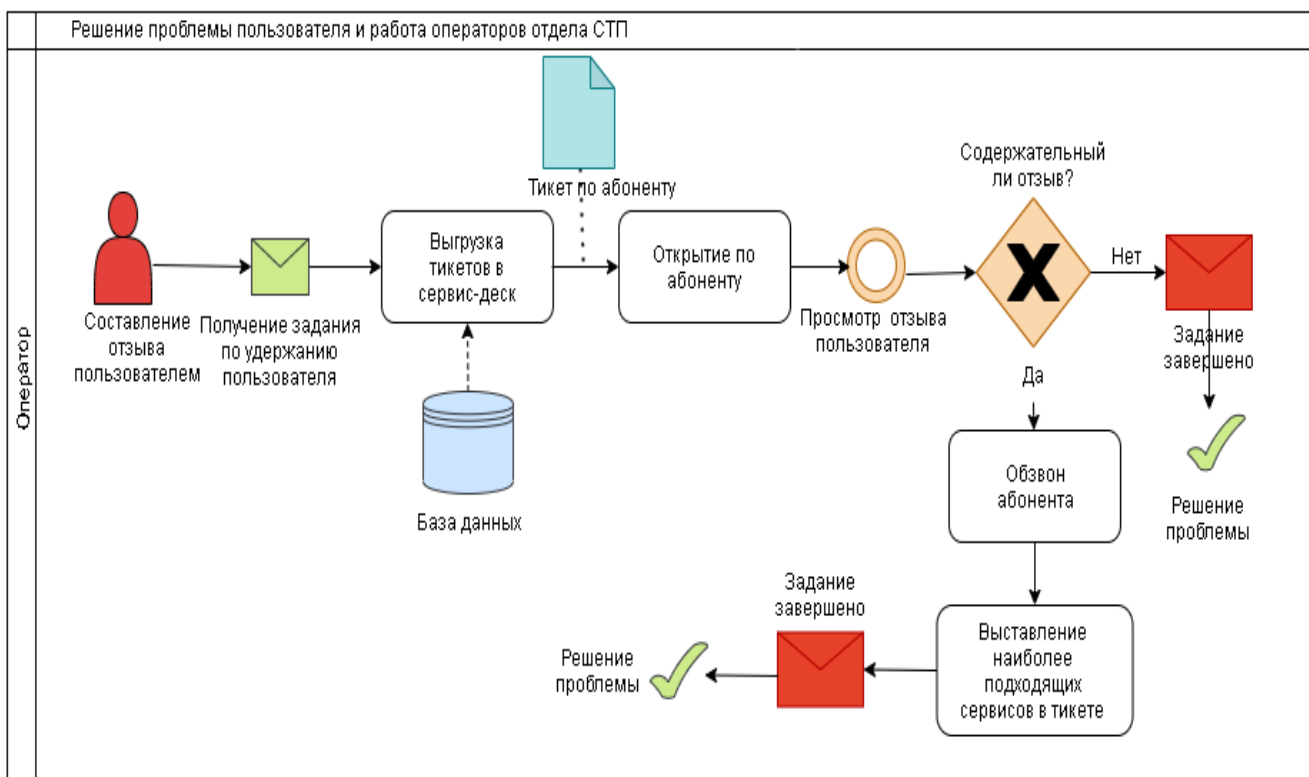 Решение проблемы пользователя и работа операторов отдела СТП
Оператор
Составление
отзыва
пользователем
Получение задания
по удержанию
пользователя
Выгрузка
тикетов в
сервис-деск
База данных
Тикет по абоненту
Открытие по
абоненту
Просмотр отзыва
пользователя
Содержательный
ли отзыв?
Нет
Задание
завершено
Решение
проблемы
Да
Обзвон
абонента
Выставление
наиболее
подходящих
сервисов в тикете
Задание
завершено
Решение
проблемы